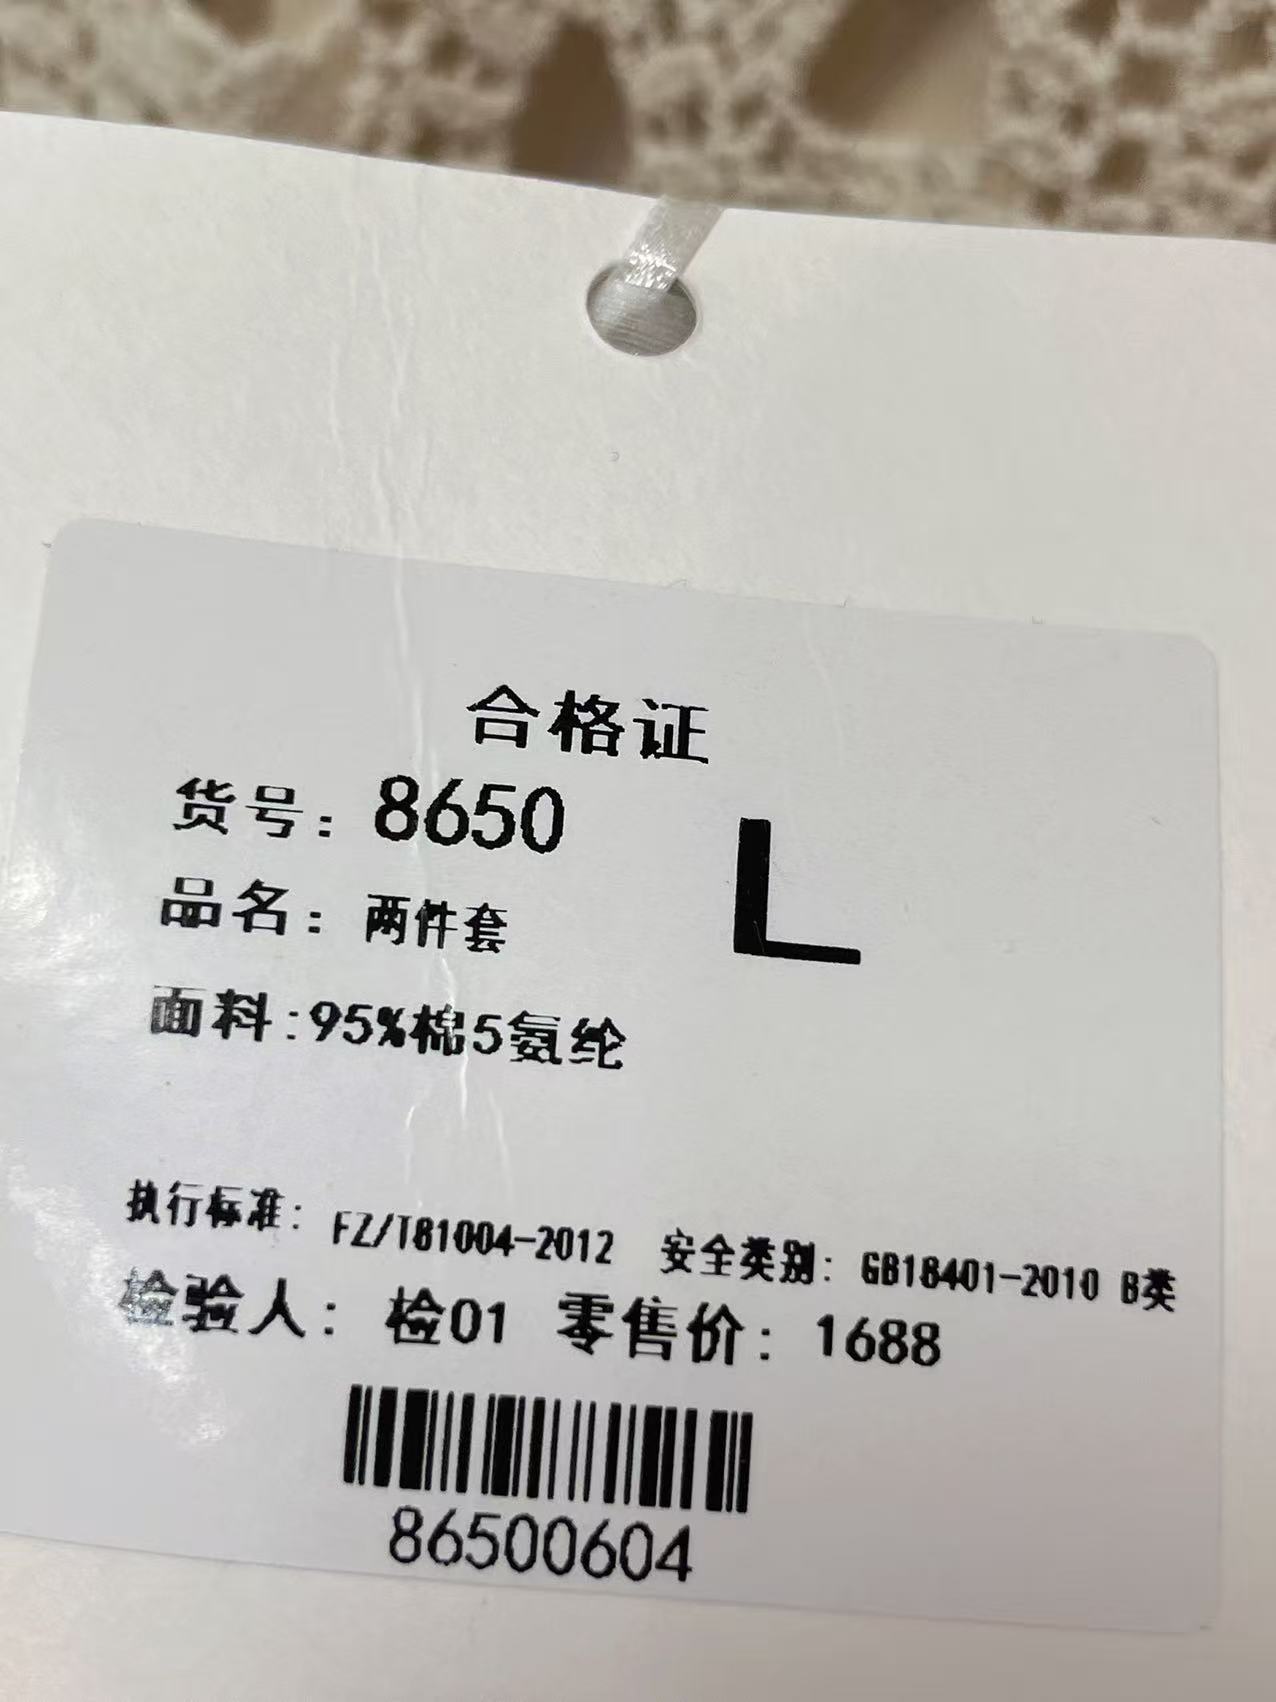 合格证
货号: 8650
L
品名: 两件套
面料:95%棉5氨纶
执行标准: FZ/T81004-2012 安全类别: GB18401-2010 B类
检验人: 检01 零售价: 1688
86500604